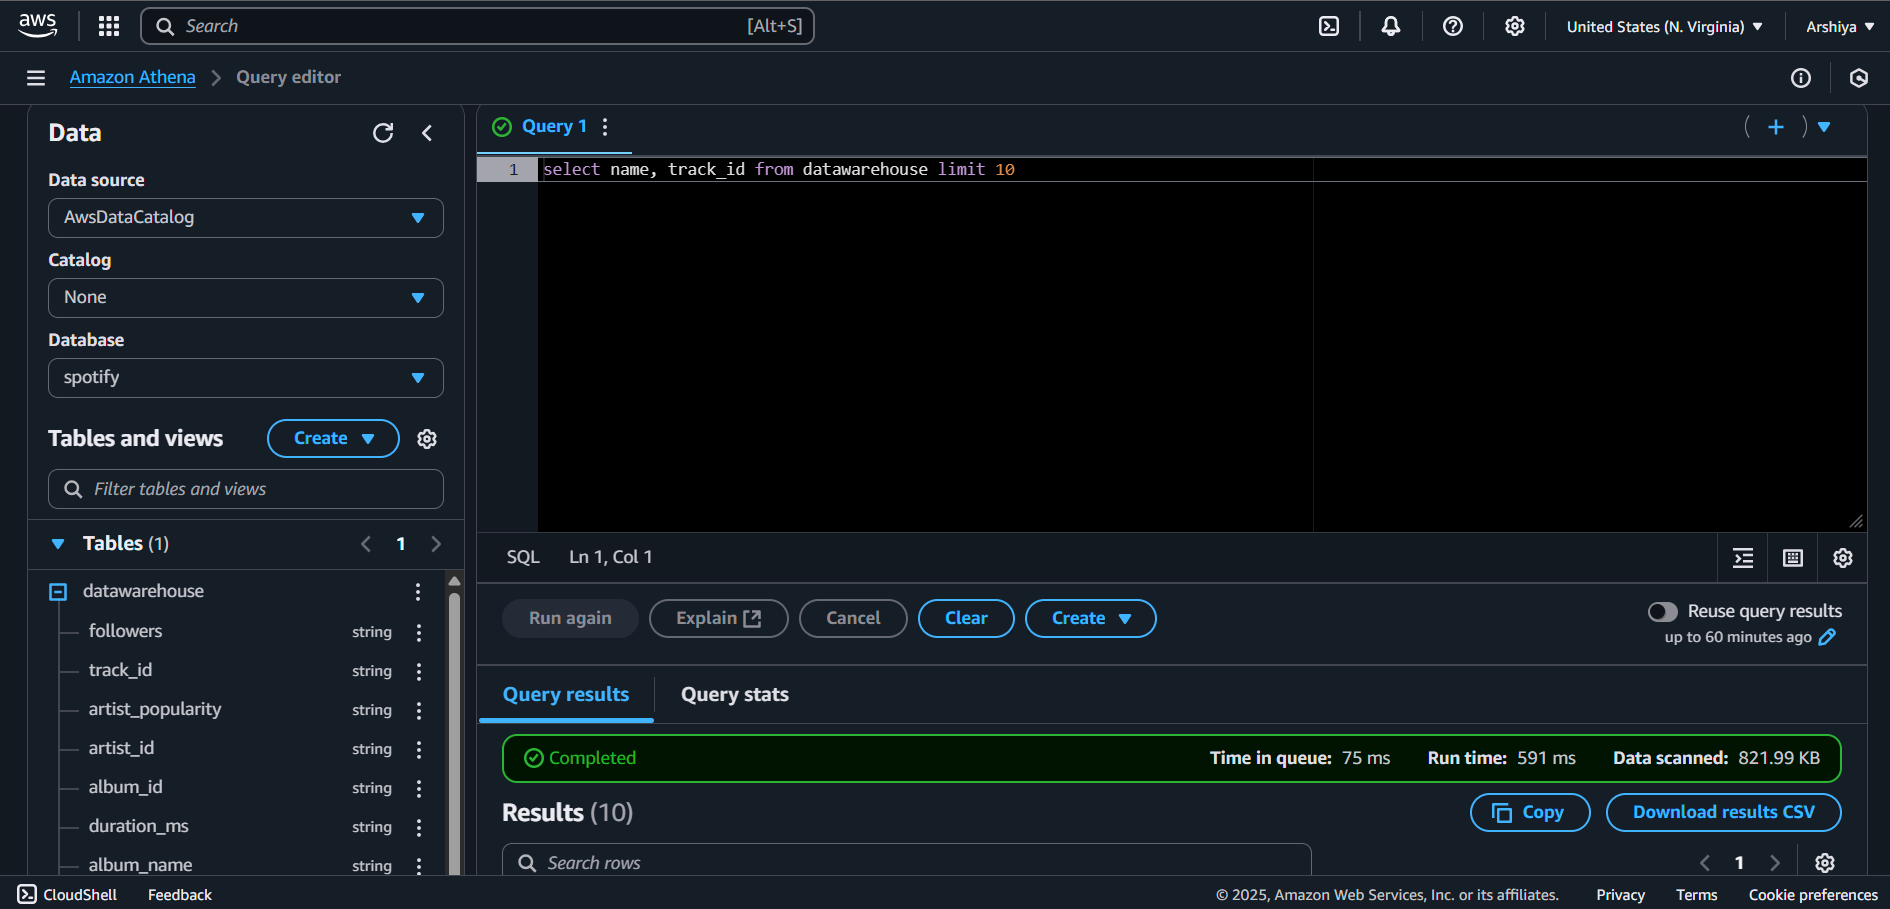 aws
Search [Alt+S]
United States (N. Virginia)
Arshiya
Amazon Athena
Query editor
Data
Data source
AwsDataCatalog
Catalog
None
Database
spotify
Tables and views
Create
Filter tables and views
Tables (1)
1
datawarehouse
followers string
track_id string
artist_popularity string
artist_id string
album_id string
duration_ms string
album_name string
Query 1
1 select name, track_id from datawarehouse limit 10
SQL Ln 1, Col 1
Run again
Explain
Cancel
Clear
Create
Reuse query results
up to 60 minutes ago
Query results
Query stats
Completed
Time in queue: 75 ms
Run time: 591 ms
Data scanned: 821.99 KB
Results (10)
Copy
Download results CSV
Search rows
1
CloudShell
Feedback
© 2025, Amazon Web Services, Inc. or its affiliates.
Privacy
Terms
Cookie preferences